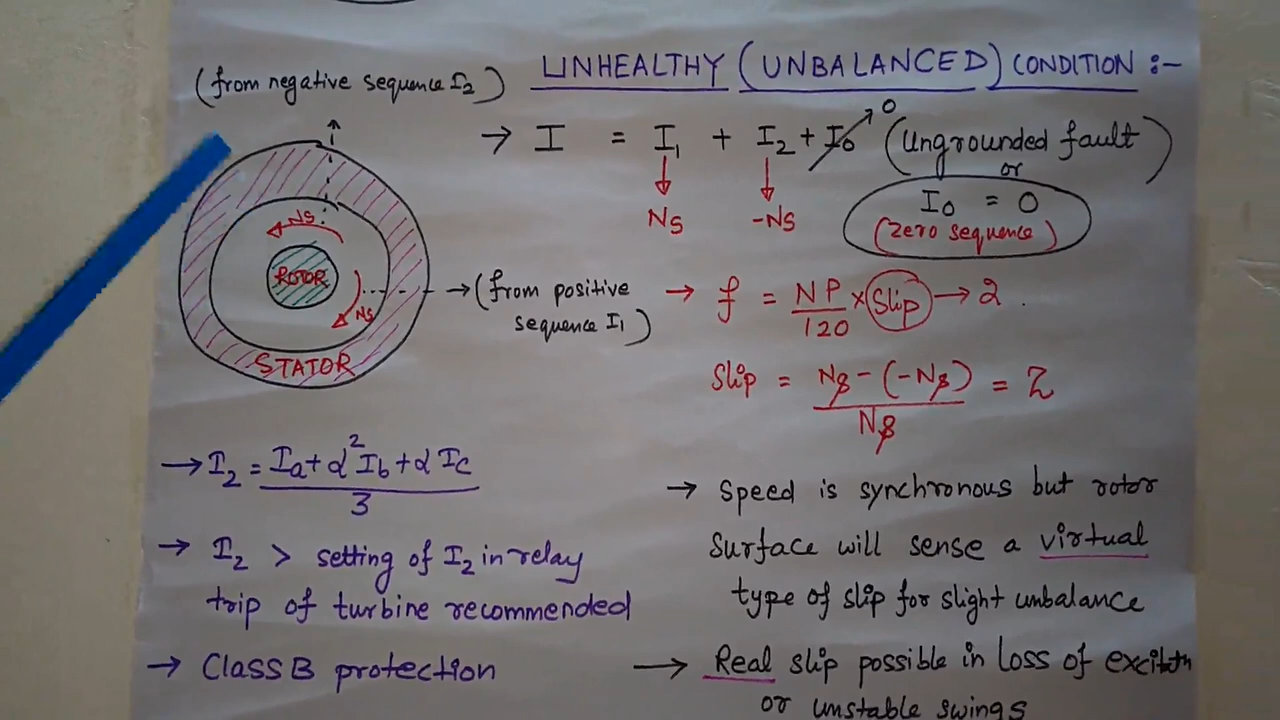 UNHEALTHY (UNBALANCED) CONDITION :-
(from negative sequence I2)
→ I = I1 + I2 + I0 → 0 (Ungrounded fault
or
I0 = 0
(Zero sequence)
)
NS -NS
NS
ROTOR
NS
STATOR
→ (from positive
sequence I1)
→ f = NP/120 × Slip → 2 .
Slip = NS - (-NS) / NS = 2
→ I2 = Ia + α²Ib + α Ic / 3
→ I2 > setting of I2 in relay
trip of turbine recommended
→ Class B protection
→ Speed is synchronous but rotor
surface will sense a virtual
type of slip for slight unbalance
→ Real slip possible in loss of
or unstable swings